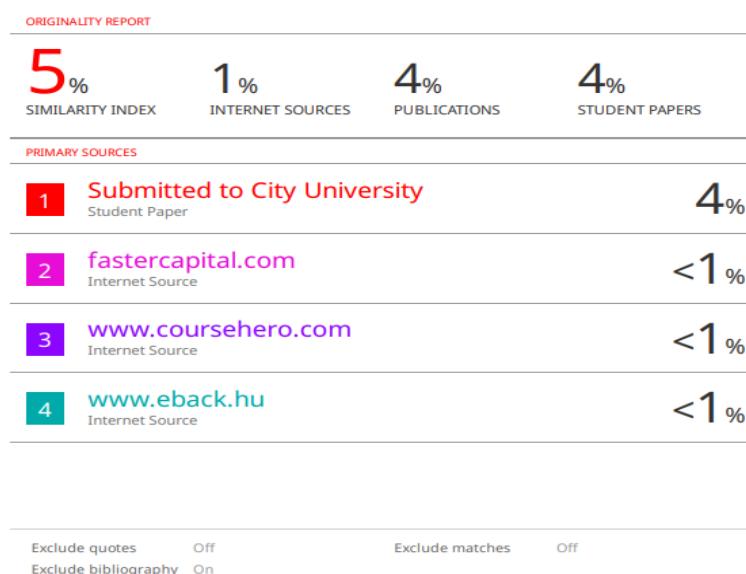 ORIGINALITY REPORT
5% 1% 4% 4%
SIMILARITY INDEX INTERNET SOURCES PUBLICATIONS STUDENT PAPERS
PRIMARY SOURCES
1 Submitted to City University 4%
Student Paper
2 fastercapital.com <1%
Internet Source
3 www.coursehero.com <1%
Internet Source
4 www.eback.hu <1%
Internet Source
Exclude quotes Off Exclude matches Off
Exclude bibliography On